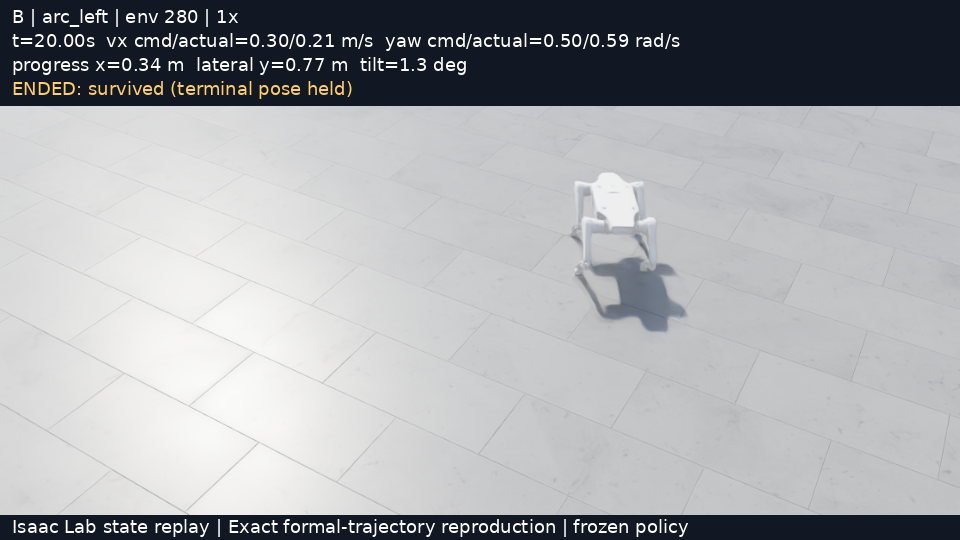 B | arc_left | env 280 | 1x
t=20.00s  vx cmd/actual=0.30/0.21 m/s  yaw cmd/actual=0.50/0.59 rad/s
progress x=0.34 m  lateral y=0.77 m  tilt=1.3 deg
ENDED: survived (terminal pose held)
Isaac Lab state replay | Exact formal-trajectory reproduction | frozen policy